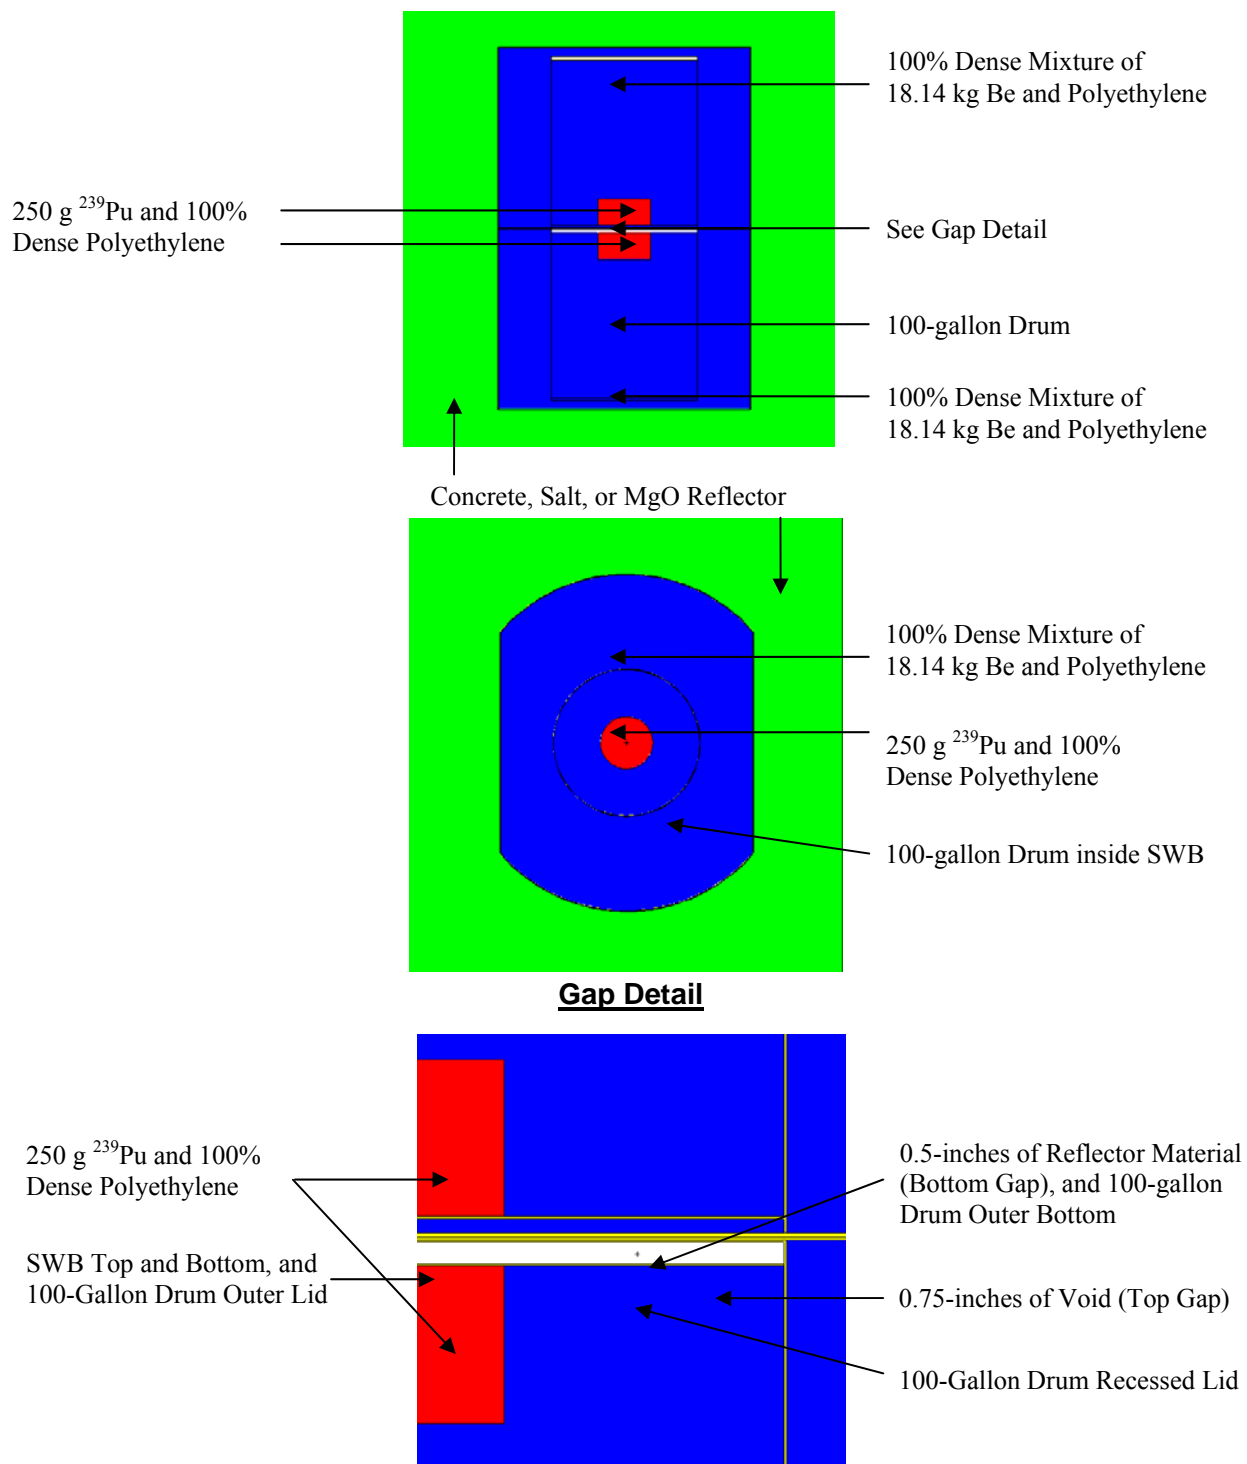 100% Dense Mixture of
18.14 kg Be and Polyethylene
250 g ²³⁹Pu and 100%
Dense Polyethylene
See Gap Detail
100-gallon Drum
100% Dense Mixture of
18.14 kg Be and Polyethylene
Concrete, Salt, or MgO Reflector
100% Dense Mixture of
18.14 kg Be and Polyethylene
250 g ²³⁹Pu and 100%
Dense Polyethylene
100-gallon Drum inside SWB
Gap Detail
250 g ²³⁹Pu and 100%
Dense Polyethylene
0.5-inches of Reflector Material
(Bottom Gap), and 100-gallon
Drum Outer Bottom
SWB Top and Bottom, and
100-Gallon Drum Outer Lid
0.75-inches of Void (Top Gap)
100-Gallon Drum Recessed Lid